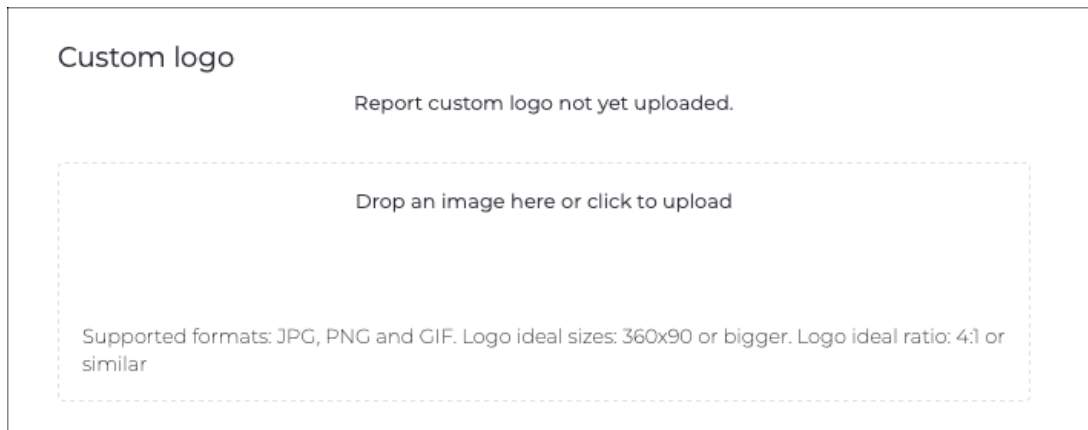 Custom logo
Report custom logo not yet uploaded.
Drop an image here or click to upload
Supported formats: JPG, PNG and GIF. Logo ideal sizes: 360x90 or bigger. Logo ideal ratio: 4:1 or
similar